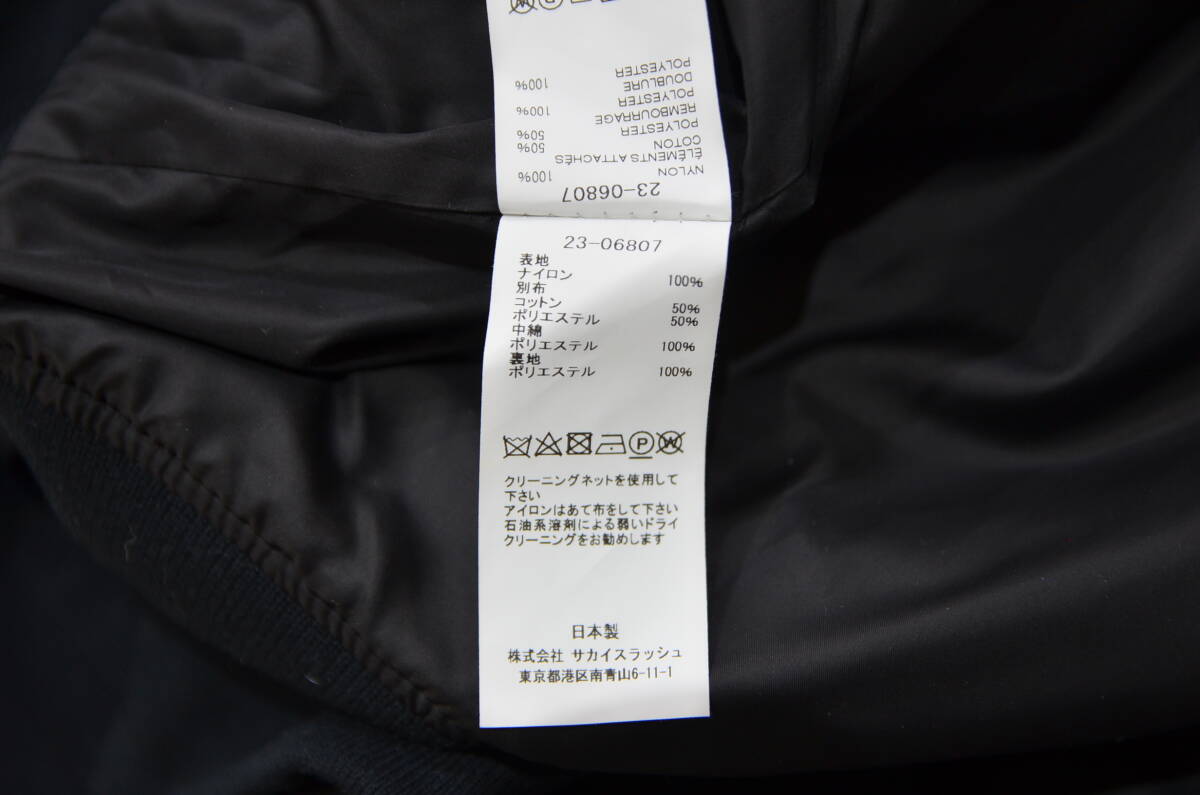 POLYESTER 100%
DOUBLURE
POLYESTER 100%
REMBOURRAGE
POLYESTER 50%
COTON 50%
ÉLÉMENTS ATTACHÉS
NYLON 100%
23-06807
23-06807
表地
ナイロン 100%
別布
コットン 50%
ポリエステル 50%
中綿
ポリエステル 100%
裏地
ポリエステル 100%
P W
クリーニングネットを使用して
下さい
アイロンはあて布をして下さい
石油系溶剤による弱いドライ
クリーニングをお勧めします
日本製
株式会社 サカイスラッシュ
東京都港区南青山6-11-1